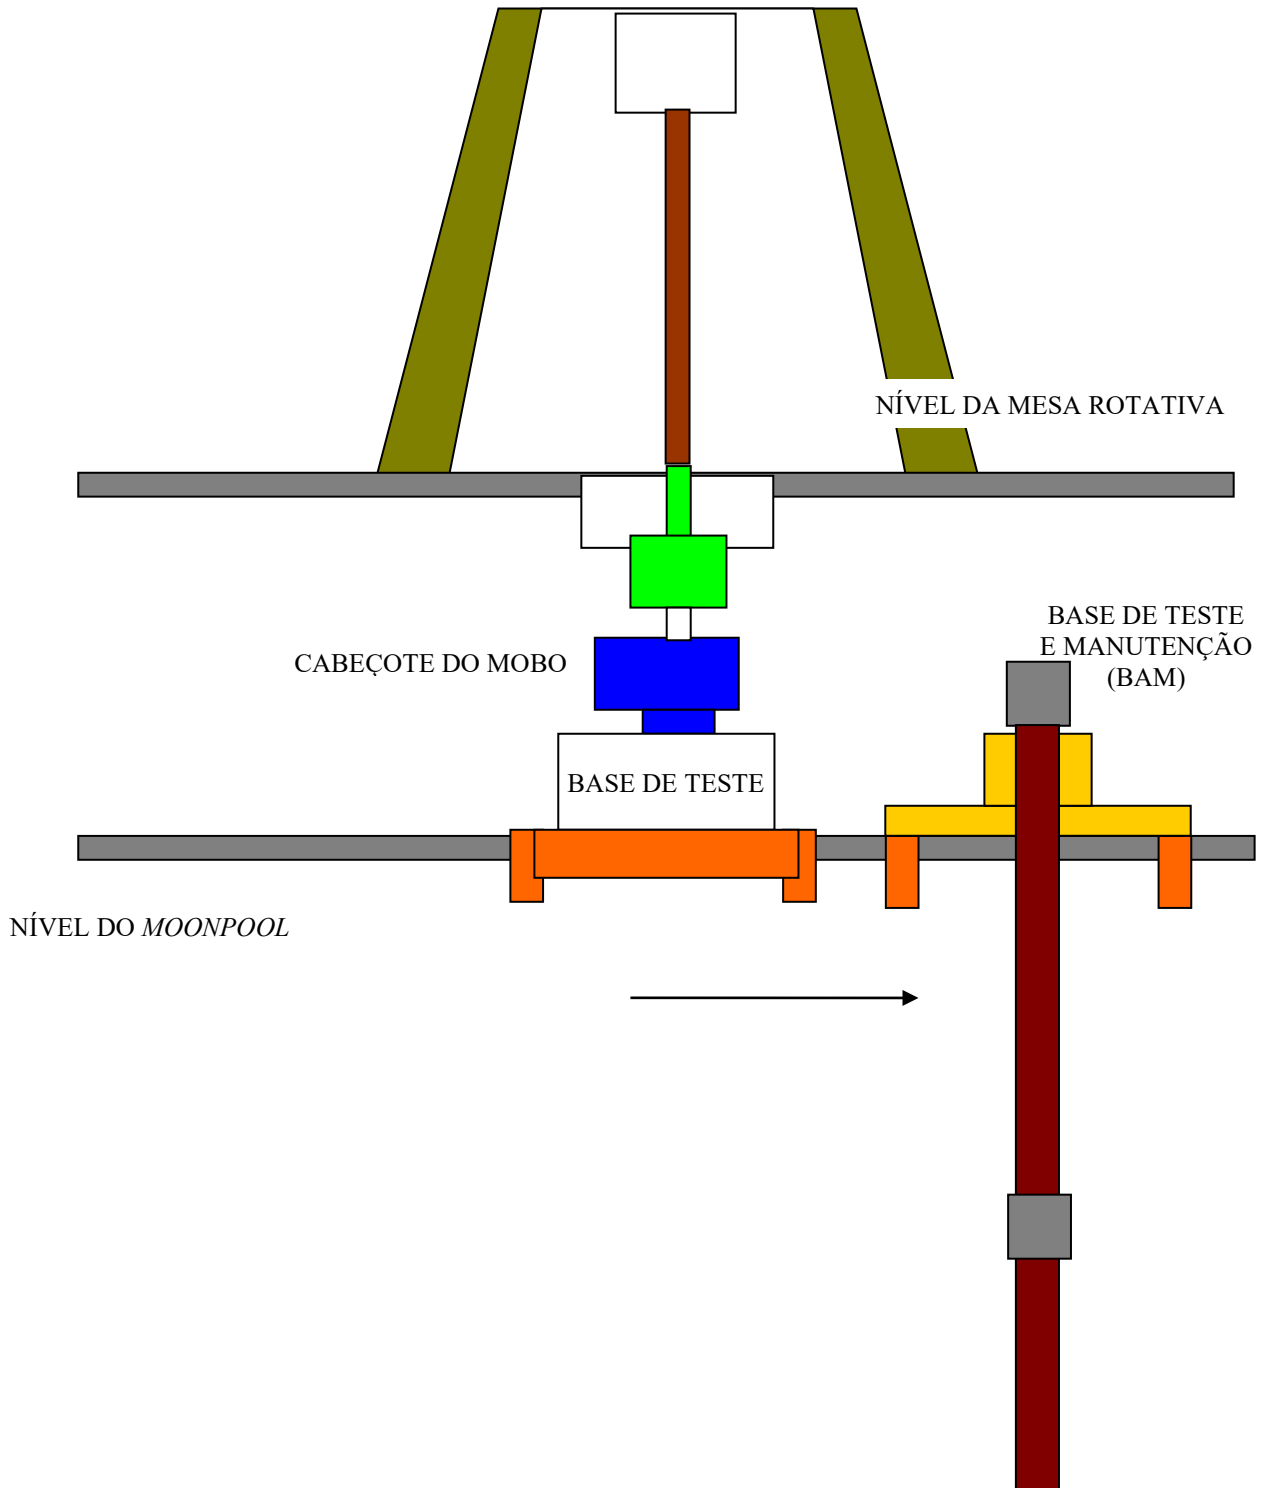 NÍVEL DA MESA ROTATIVA
BASE DE TESTE
E MANUTENÇÃO
(BAM)
CABEÇOTE DO MOBO
BASE DE TESTE
NÍVEL DO MOONPOOL